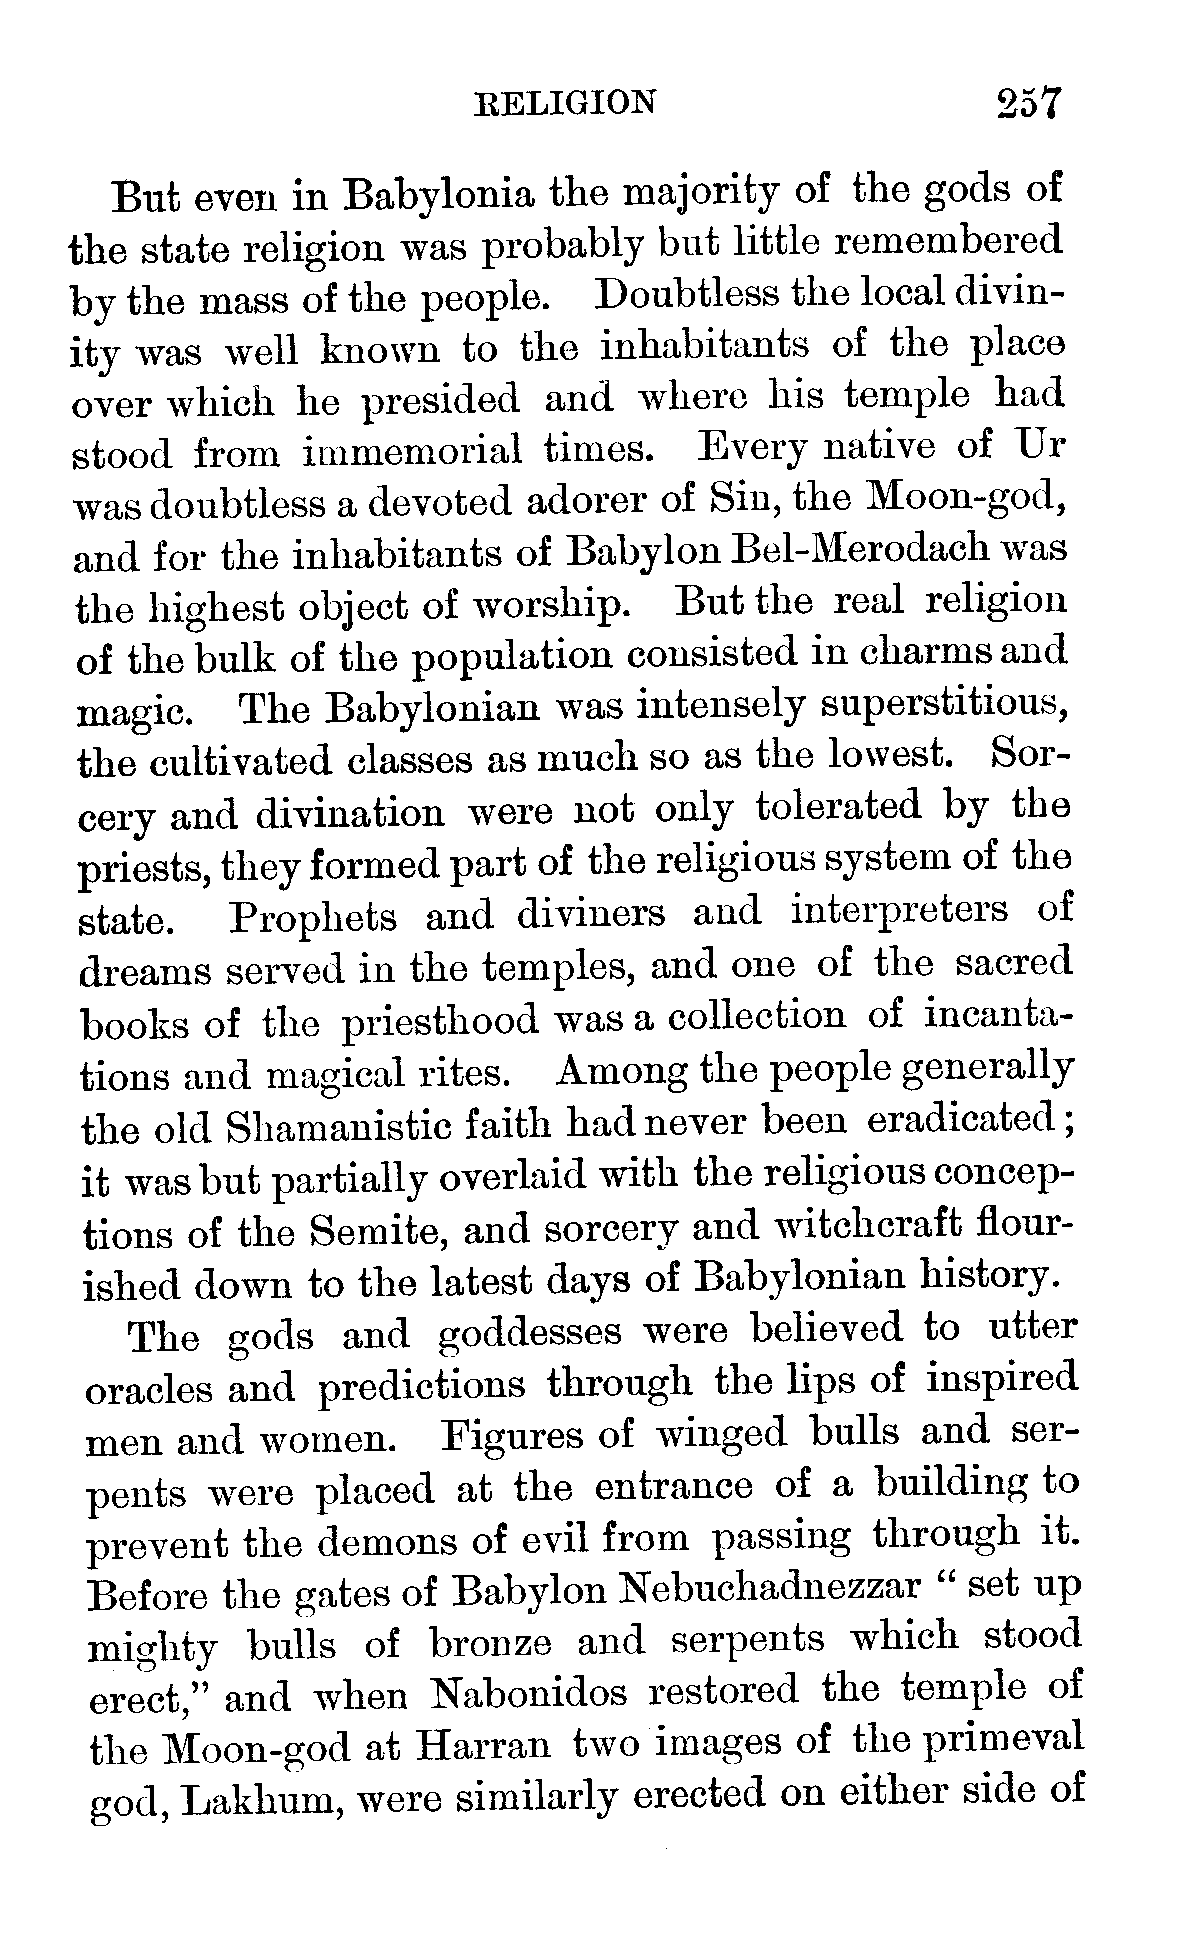 RELIGION 257
But even in Babylonia the majority of the gods of
the state religion was probably but little remembered
by the mass of the people. Doubtless the local divin-
ity was well known to the inhabitants of the place
over which he presided and where his temple had
stood from immemorial times. Every native of Ur
was doubtless a devoted adorer of Sin, the Moon-god,
and for the inhabitants of Babylon Bel-Merodach was
the highest object of worship. But the real religion
of the bulk of the population consisted in charms and
magic. The Babylonian was intensely superstitious,
the cultivated classes as much so as the lowest. Sor-
cery and divination were not only tolerated by the
priests, they formed part of the religious system of the
state. Prophets and diviners and interpreters of
dreams served in the temples, and one of the sacred
books of the priesthood was a collection of incanta-
tions and magical rites. Among the people generally
the old Shamanistic faith had never been eradicated;
it was but partially overlaid with the religious concep-
tions of the Semite, and sorcery and witchcraft flour-
ished down to the latest days of Babylonian history.
The gods and goddesses were believed to utter
oracles and predictions through the lips of inspired
men and women. Figures of winged bulls and ser-
pents were placed at the entrance of a building to
prevent the demons of evil from passing through it.
Before the gates of Babylon Nebuchadnezzar “ set up
mighty bulls of bronze and serpents which stood
erect,” and when Nabonidos restored the temple of
the Moon-god at Harran two images of the primeval
god, Lakhum, were similarly erected on either side of